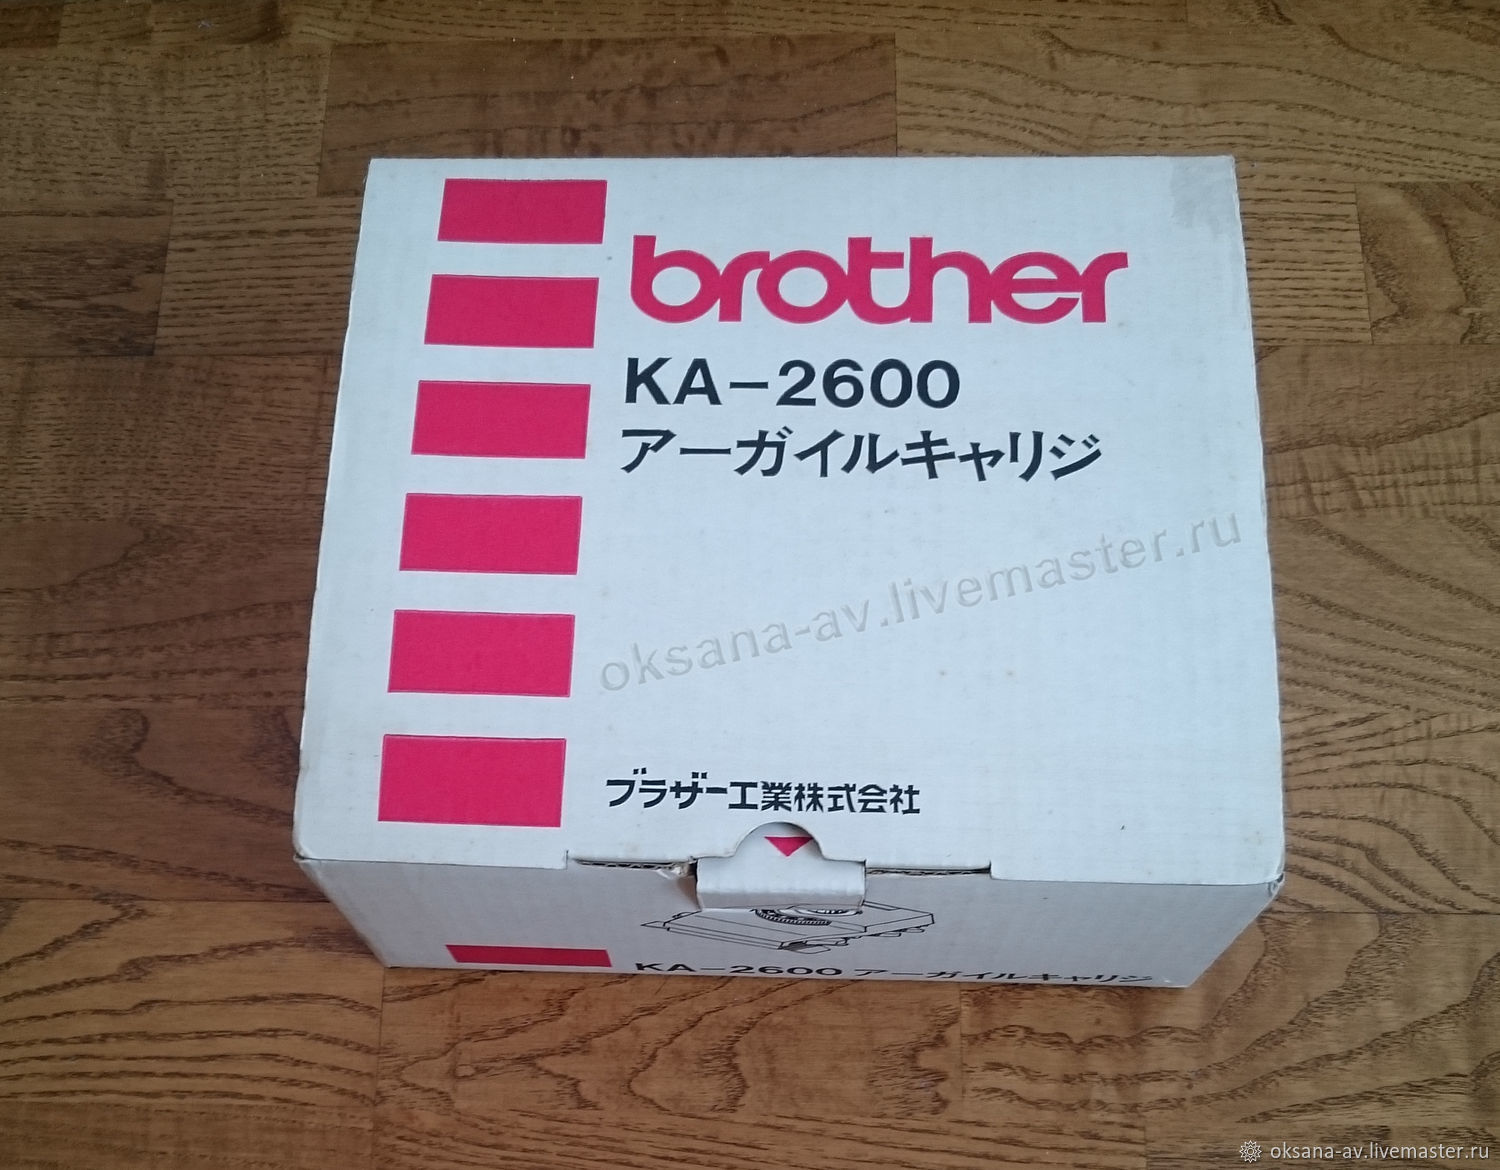 brother
KA-2600
アーガイルキャリジ
oksana-av.livemaster.ru
ブラザー工業株式会社
KA-2600 アーガイルキャリジ
oksana-av.livemaster.ru